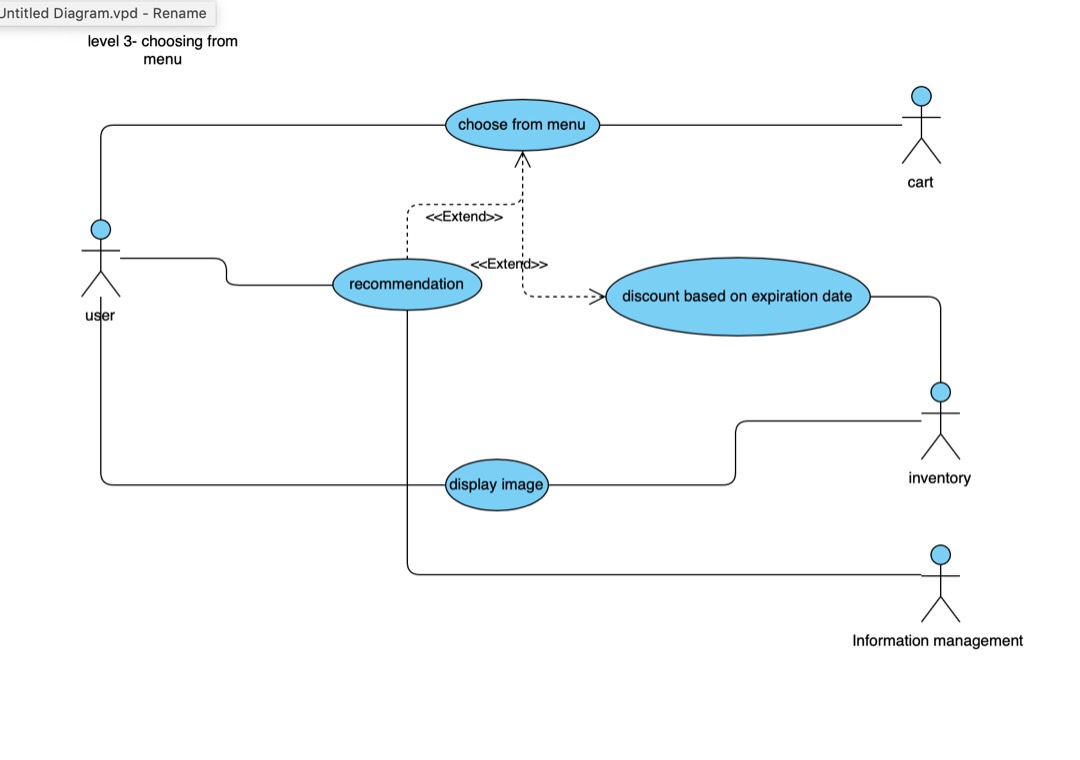 Untitled Diagram.vpd - Rename
level 3- choosing from
menu
choose from menu
cart
<<Extend>>
<<Extend>>
recommendation
discount based on expiration date
user
display image
inventory
Information management